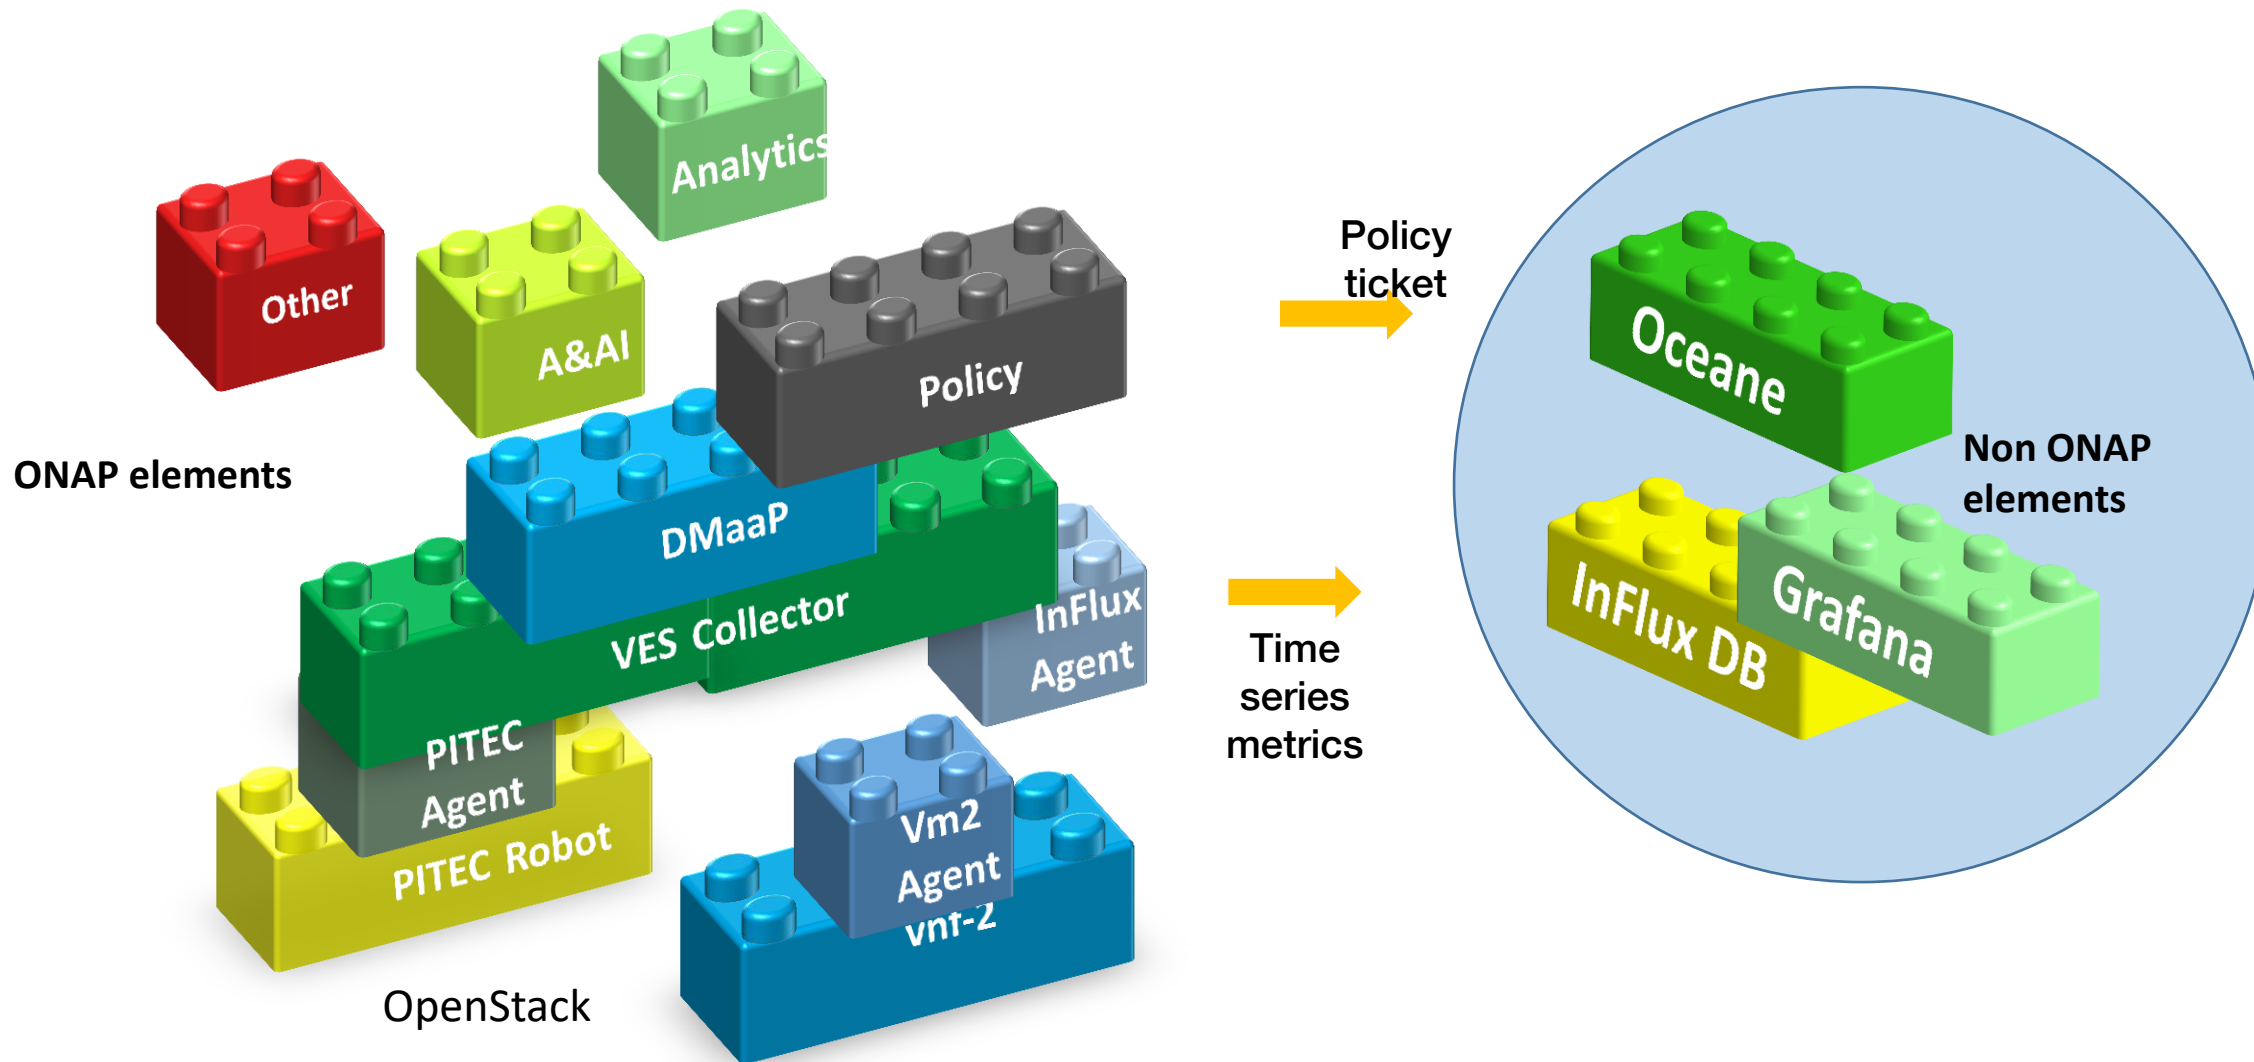 Analytics
Other
A&AI
Policy
ONAP elements
DMaaP
VES Collector
InFlux
Agent
PITEC
Agent
PITEC Robot
Vm2
Agent
vnf-2
OpenStack
Policy
ticket
Time
series
metrics
Oceane
Non ONAP
elements
InFlux DB
Grafana